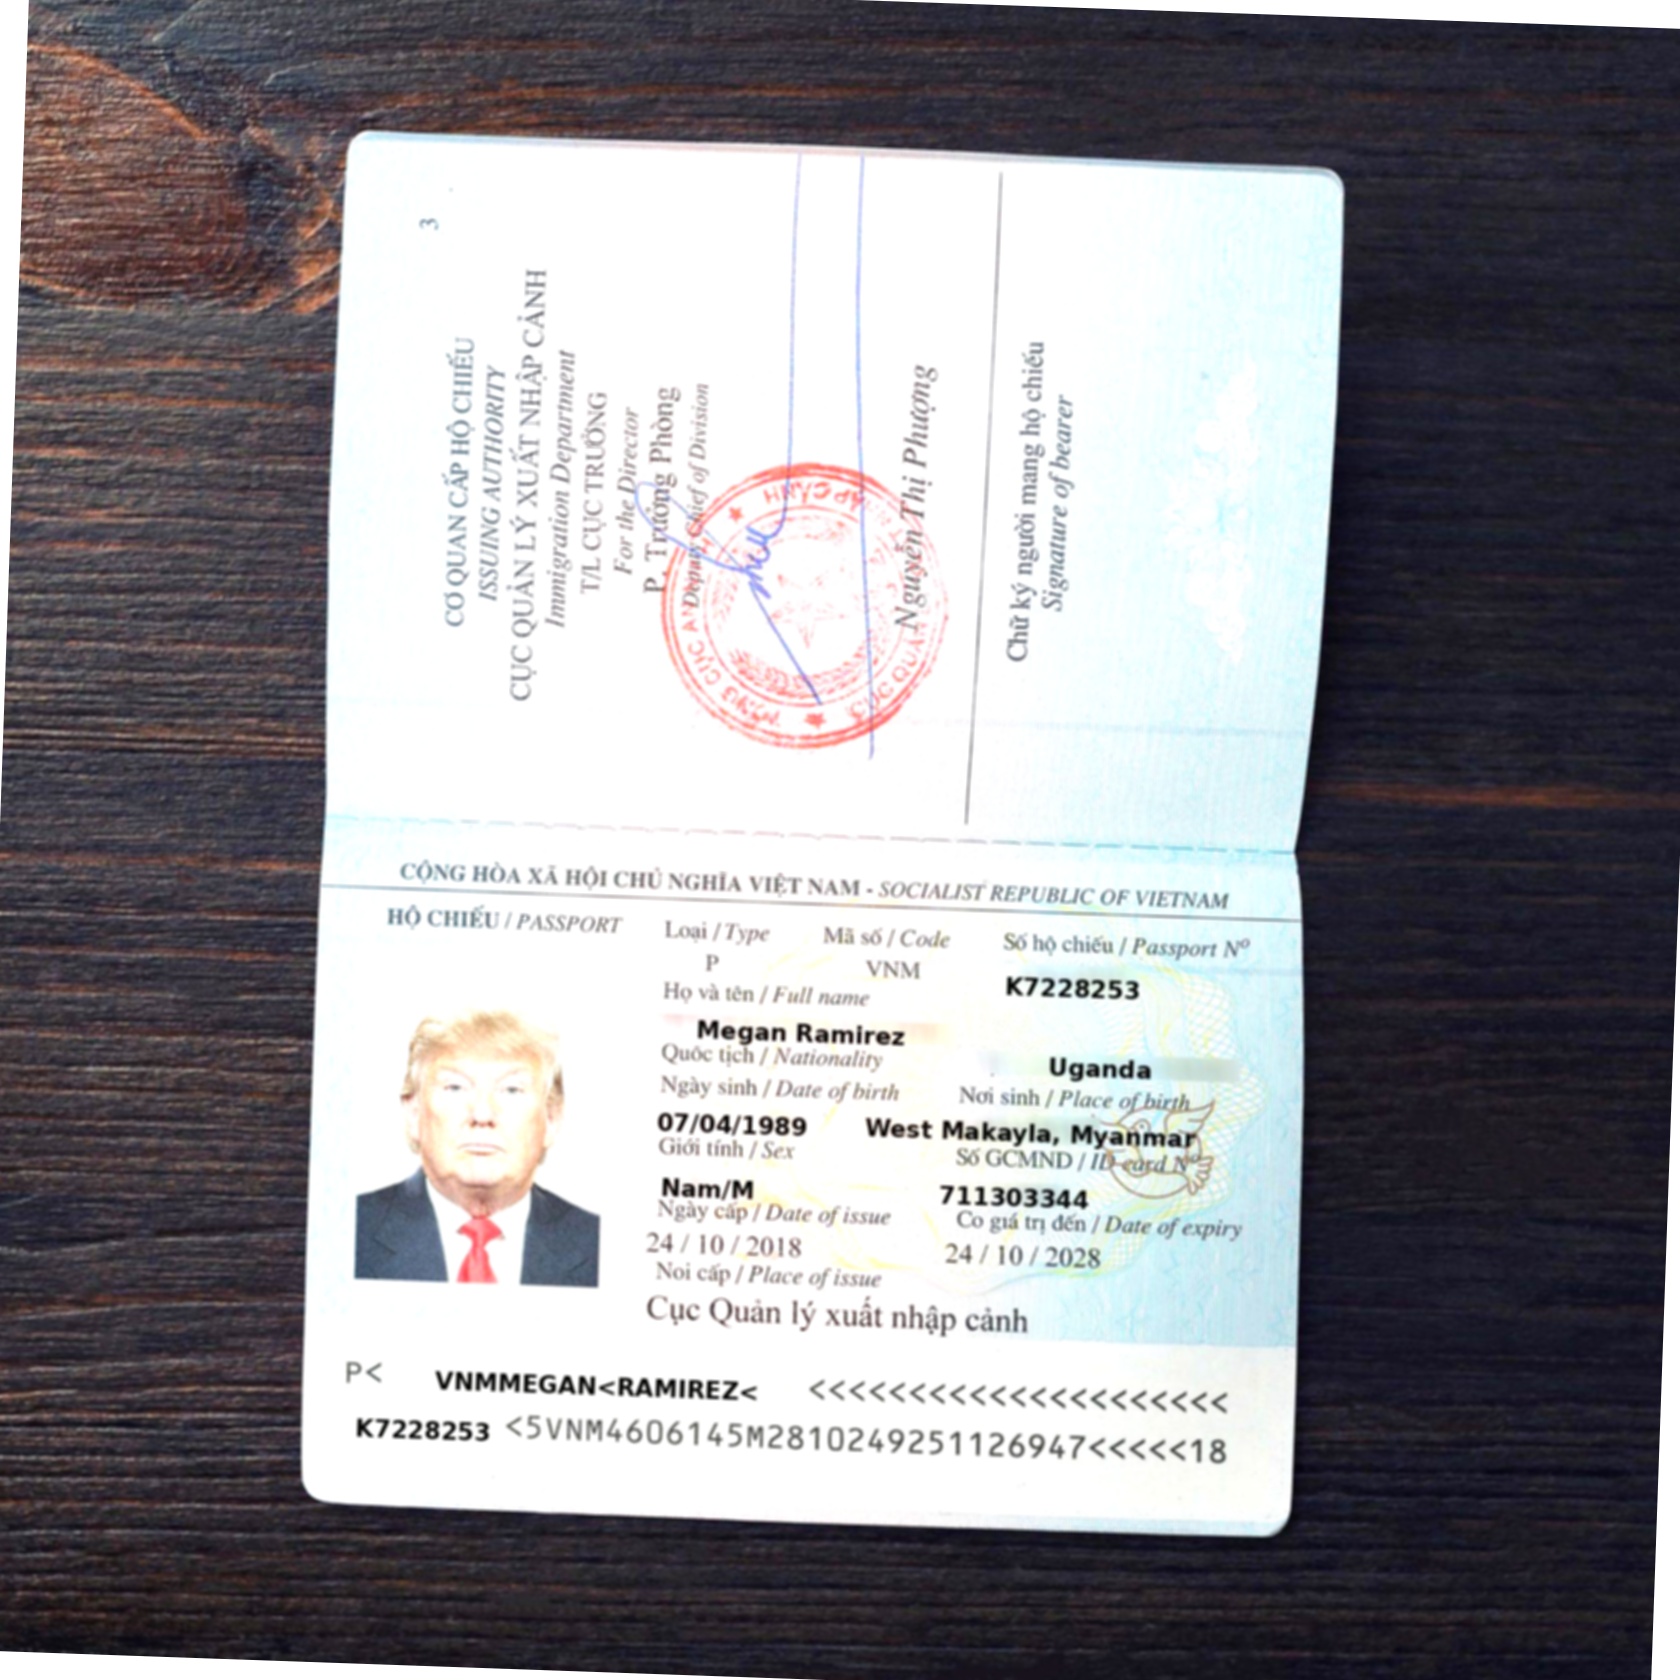 3
CƠ QUAN CẤP HỘ CHIẾU
ISSUING AUTHORITY
CỤC QUẢN LÝ XUẤT NHẬP CẢNH
Immigration Department
T/L CỤC TRƯỞNG
For the Director
P. Trưởng Phòng
Deputy Chief of Division
Nguyễn Thị Phượng
Chữ ký người mang hộ chiếu
Signature of bearer
CỘNG HÒA XÃ HỘI CHỦ NGHĨA VIỆT NAM - SOCIALIST REPUBLIC OF VIETNAM
HỘ CHIẾU / PASSPORT
Loại / Type Mã số / Code Số hộ chiếu / Passport Nº
P VNM K7228253
Họ và tên / Full name
Megan Ramirez
Quốc tịch / Nationality Uganda
Ngày sinh / Date of birth Nơi sinh / Place of birth
07/04/1989 West Makayla, Myanmar
Giới tính / Sex Số GCMND / ID card Nº
Nam/M 711303344
Ngày cấp / Date of issue Co giá trị đến / Date of expiry
24 / 10 / 2018 24 / 10 / 2028
Noi cấp / Place of issue
Cục Quản lý xuất nhập cảnh
P< VNMMEGAN<RAMIREZ< <<<<<<<<<<<<<<<<<<<<<
K7228253 <5VNM4606145M2810249251126947<<<<<18